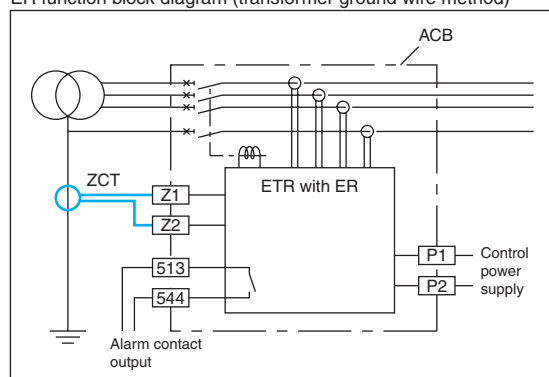 ER function block diagram (transformer ground wire method)
ACB
ZCT
ETR with ER
Z1
Z2
P1
Control
power
supply
P2
513
544
Alarm contact
output